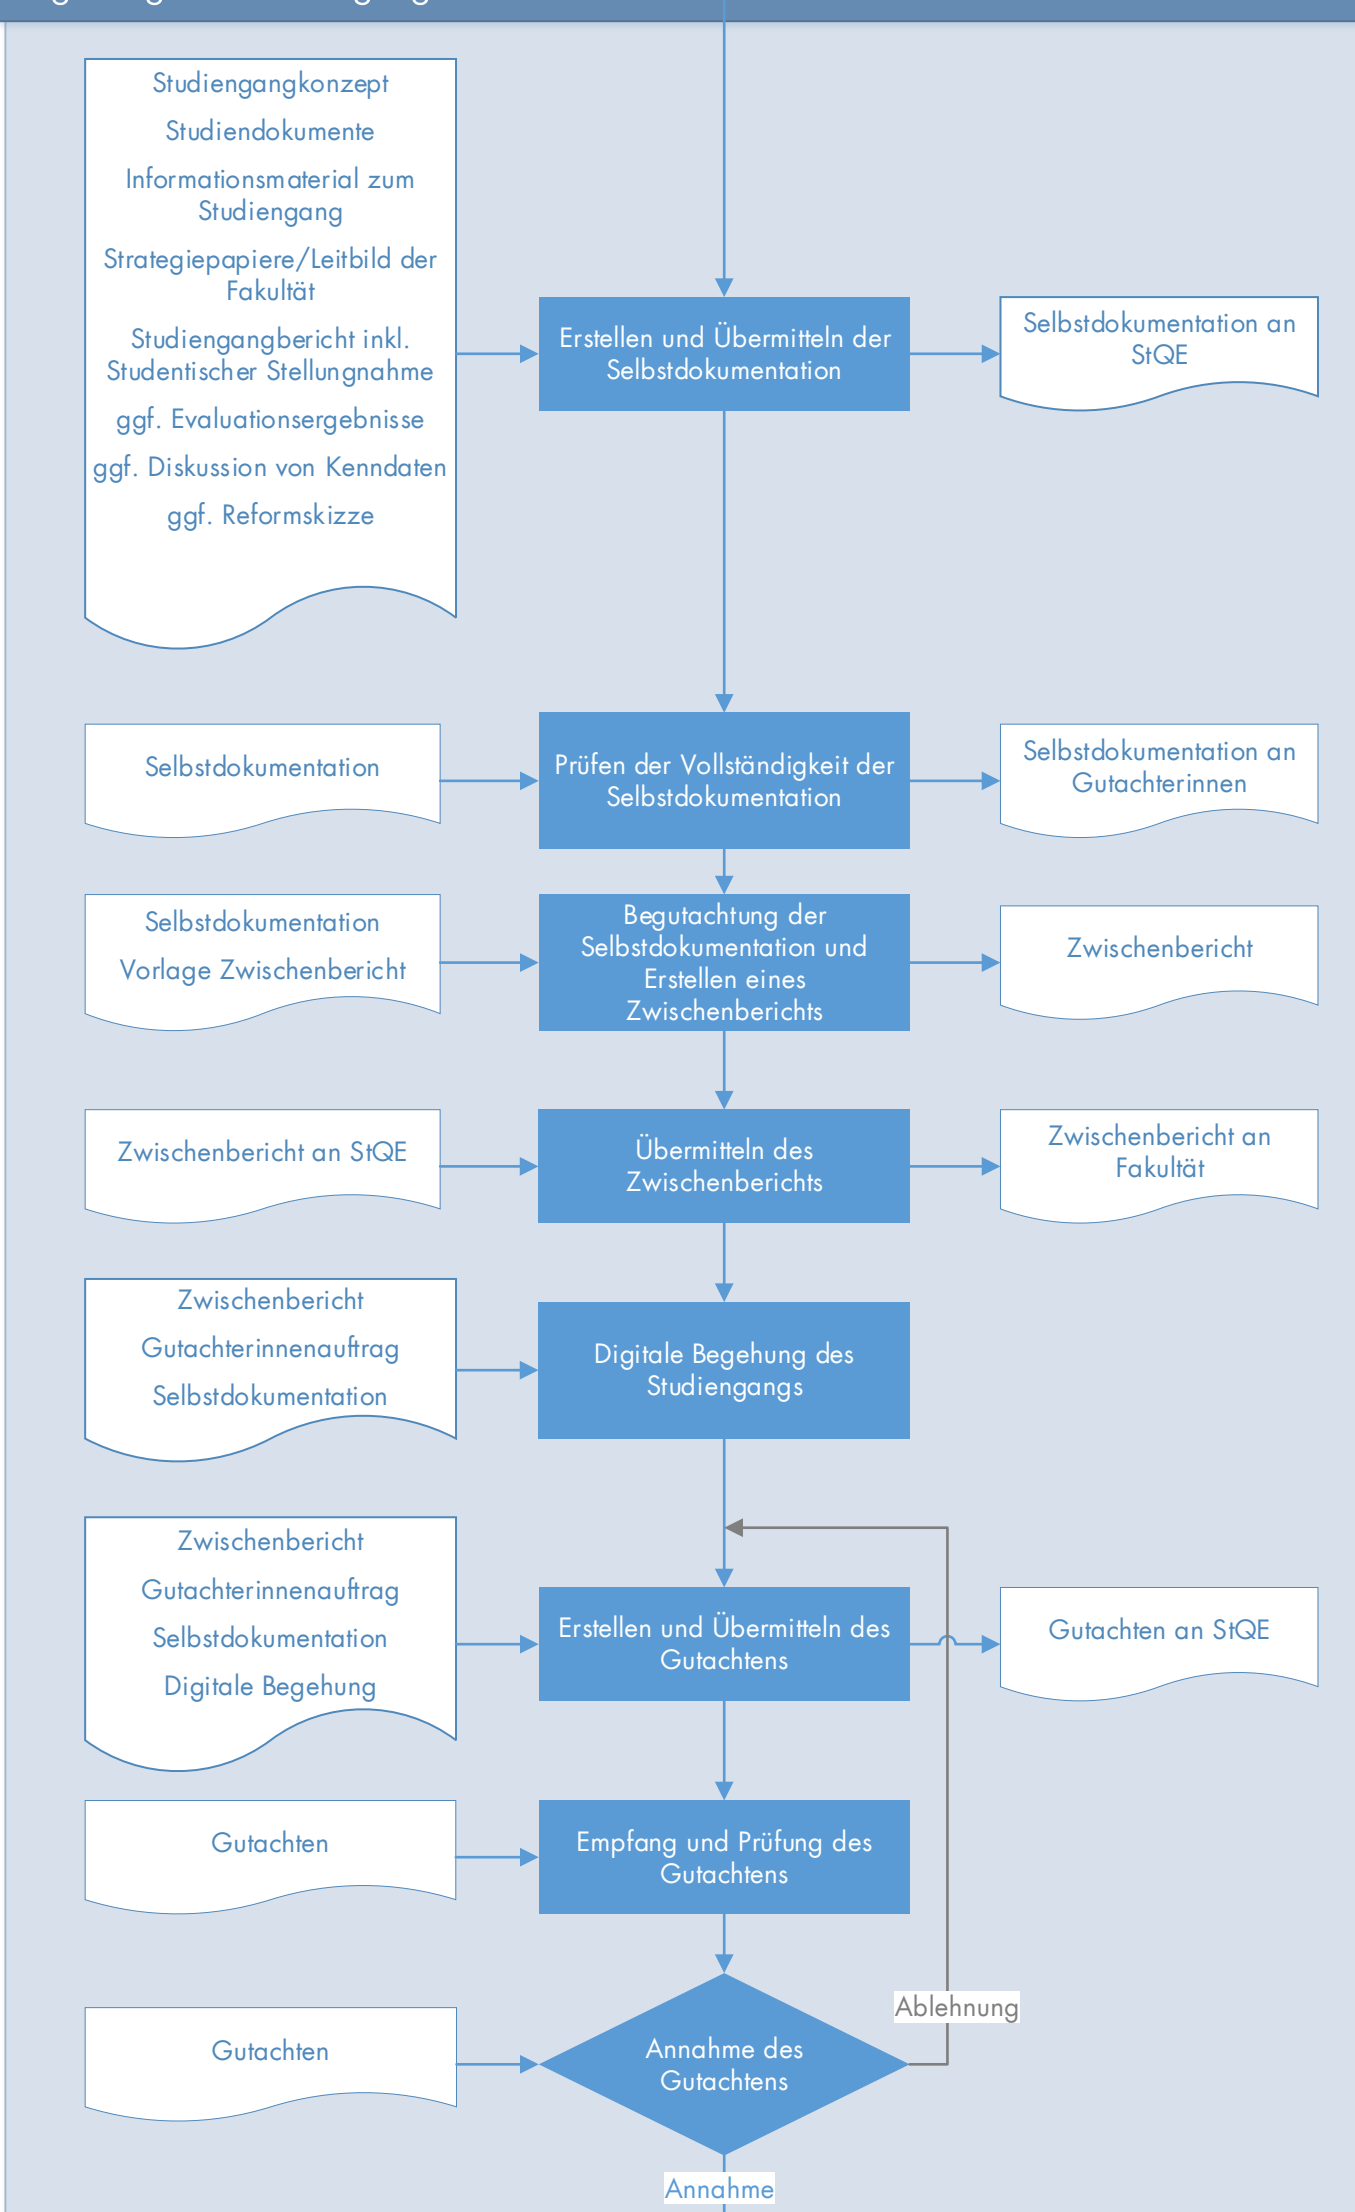 Studiengangkonzept
Studiendokumente
Informationsmaterial zum
Studiengang
Strategiepapiere/Leitbild der
Fakultät
Studiengangbericht inkl.
Studentischer Stellungnahme
ggf. Evaluationsergebnisse
ggf. Diskussion von Kenndaten
ggf. Reformskizze
Erstellen und Übermitteln der
Selbstdokumentation
Selbstdokumentation an
StQE
Selbstdokumentation
Prüfen der Vollständigkeit der
Selbstdokumentation
Selbstdokumentation an
Gutachterinnen
Selbstdokumentation
Vorlage Zwischenbericht
Begutachtung der
Selbstdokumentation und
Erstellen eines
Zwischenberichts
Zwischenbericht
Zwischenbericht an StQE
Übermitteln des
Zwischenberichts
Zwischenbericht an
Fakultät
Zwischenbericht
Gutachterinnenauftrag
Selbstdokumentation
Digitale Begehung des
Studiengangs
Zwischenbericht
Gutachterinnenauftrag
Selbstdokumentation
Digitale Begehung
Erstellen und Übermitteln des
Gutachtens
Gutachten an StQE
Gutachten
Empfang und Prüfung des
Gutachtens
Ablehnung
Gutachten
Annahme des
Gutachtens
Annahme